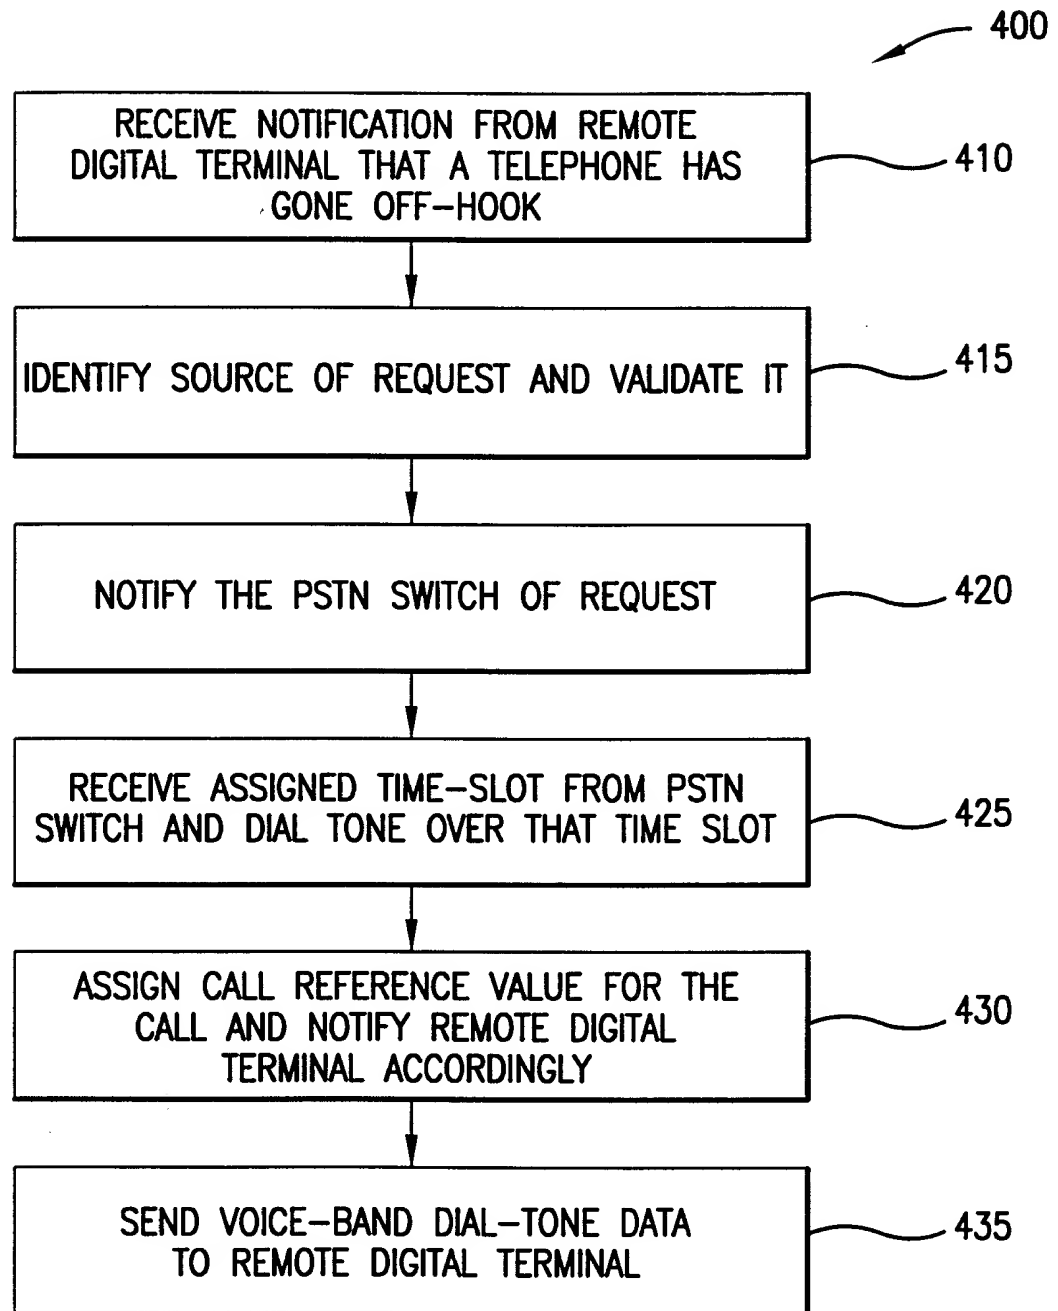 400
RECEIVE NOTIFICATION FROM REMOTE
DIGITAL TERMINAL THAT A TELEPHONE HAS
GONE OFF-HOOK
410
IDENTIFY SOURCE OF REQUEST AND VALIDATE IT
415
NOTIFY THE PSTN SWITCH OF REQUEST
420
RECEIVE ASSIGNED TIME-SLOT FROM PSTN
SWITCH AND DIAL TONE OVER THAT TIME SLOT
425
ASSIGN CALL REFERENCE VALUE FOR THE
CALL AND NOTIFY REMOTE DIGITAL
TERMINAL ACCORDINGLY
430
SEND VOICE-BAND DIAL-TONE DATA
TO REMOTE DIGITAL TERMINAL
435